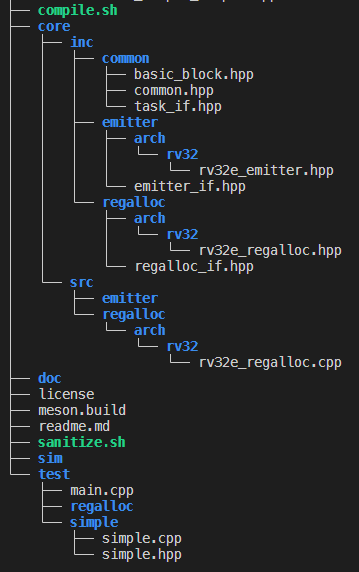 compile.sh
core
inc
common
basic_block.hpp
common.hpp
task_if.hpp
emitter
arch
rv32
rv32e_emitter.hpp
emitter_if.hpp
regalloc
arch
rv32
rv32e_regalloc.hpp
regalloc_if.hpp
src
emitter
regalloc
arch
rv32
rv32e_regalloc.cpp
doc
license
meson.build
readme.md
sanitize.sh
sim
test
main.cpp
regalloc
simple
simple.cpp
simple.hpp